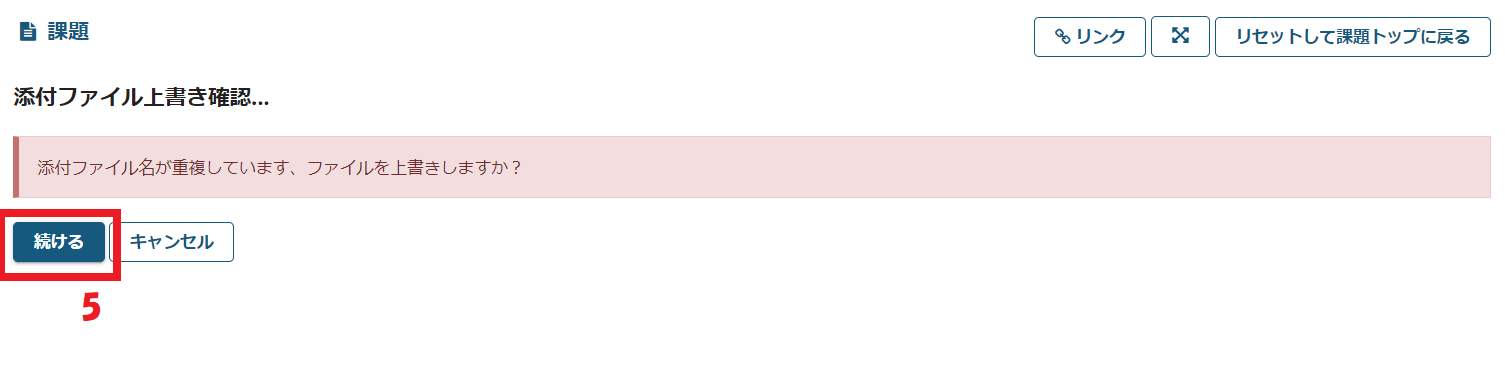 課題
リンク
リセットして課題トップに戻る
添付ファイル上書き確認...
添付ファイル名が重複しています、ファイルを上書きしますか？
続ける
キャンセル
5